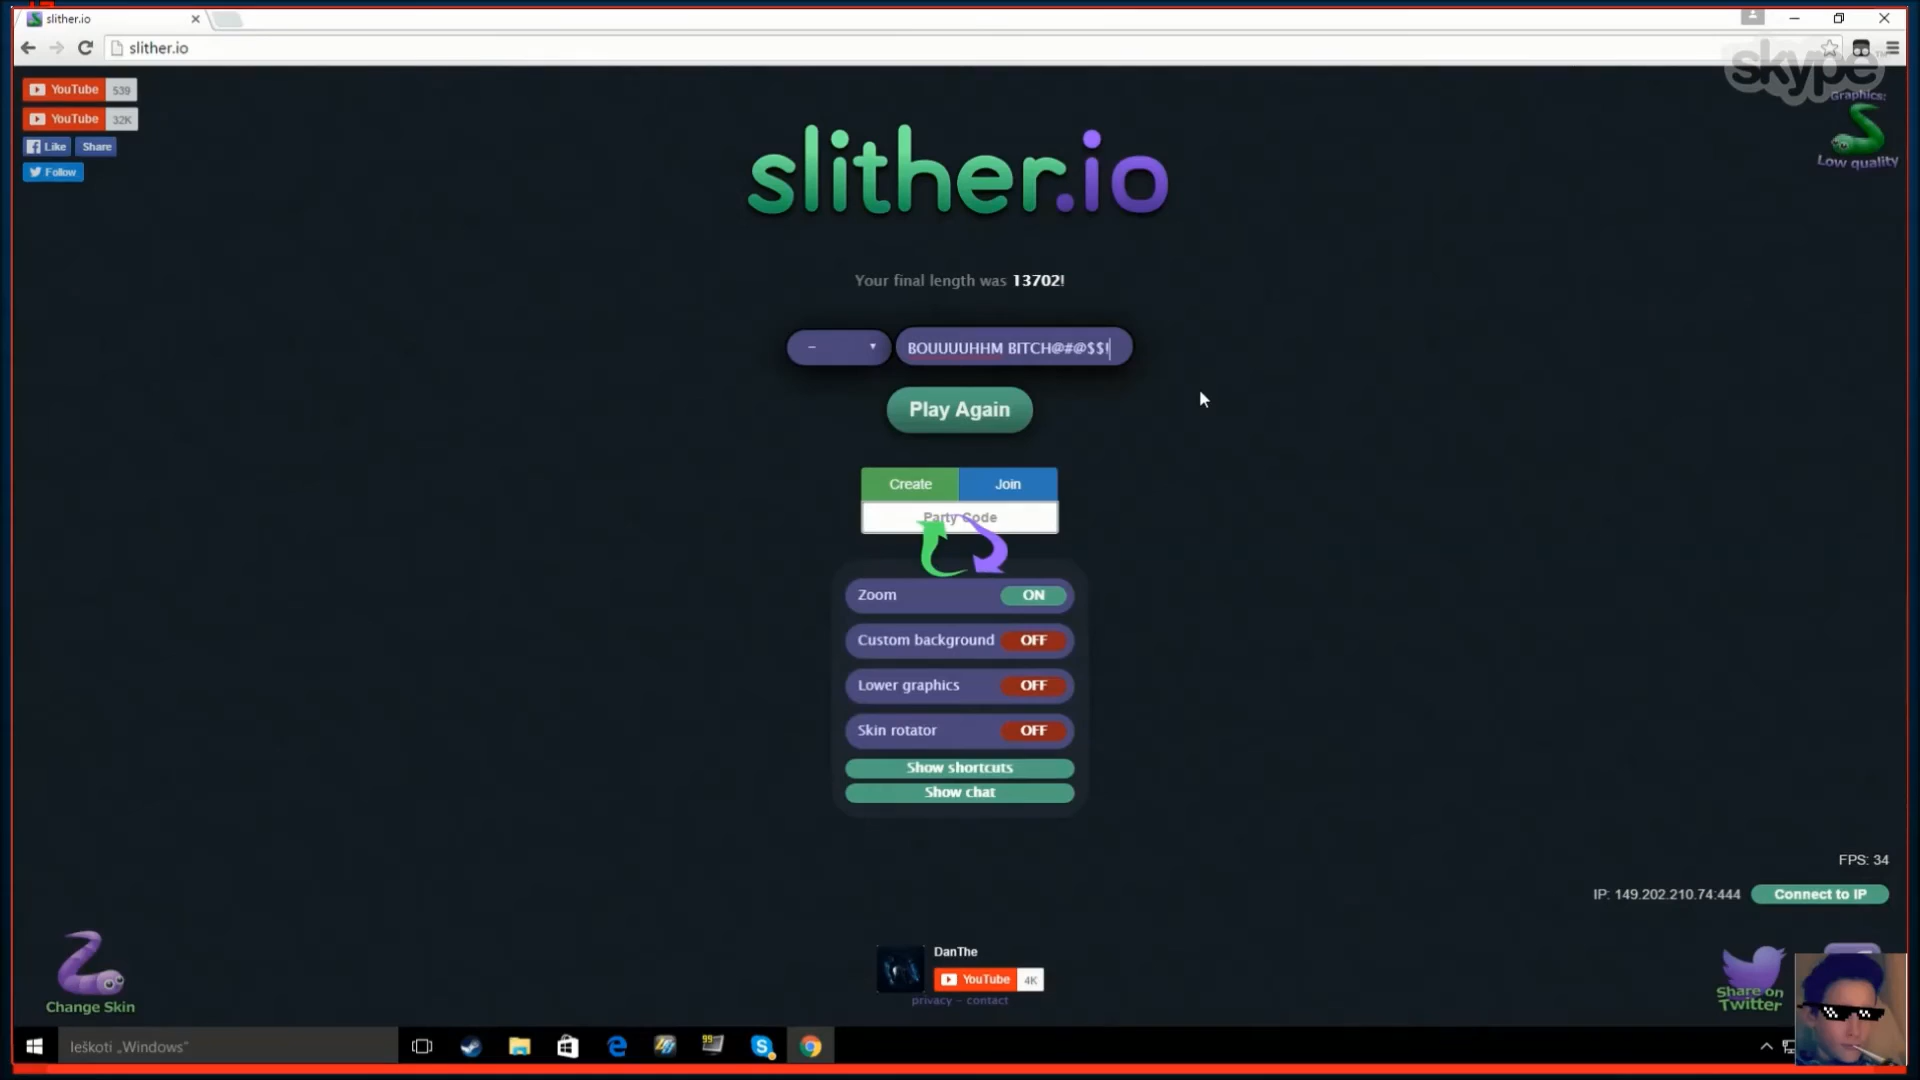 slither.io
slither.io
YouTube 539
YouTube 32K
Like Share
Follow
skype™
Graphics:
Low quality
slither.io
Your final length was 13702!
– BOUUUUHHM BITCH@#@$$!
Play Again
Create Join
Party Code
Zoom ON
Custom background OFF
Lower graphics OFF
Skin rotator OFF
Show shortcuts
Show chat
FPS: 34
IP: 149.202.210.74:444 Connect to IP
DanThe
YouTube 4K
privacy – contact
Change Skin
Share on
Twitter
Ieškoti „Windows“
99